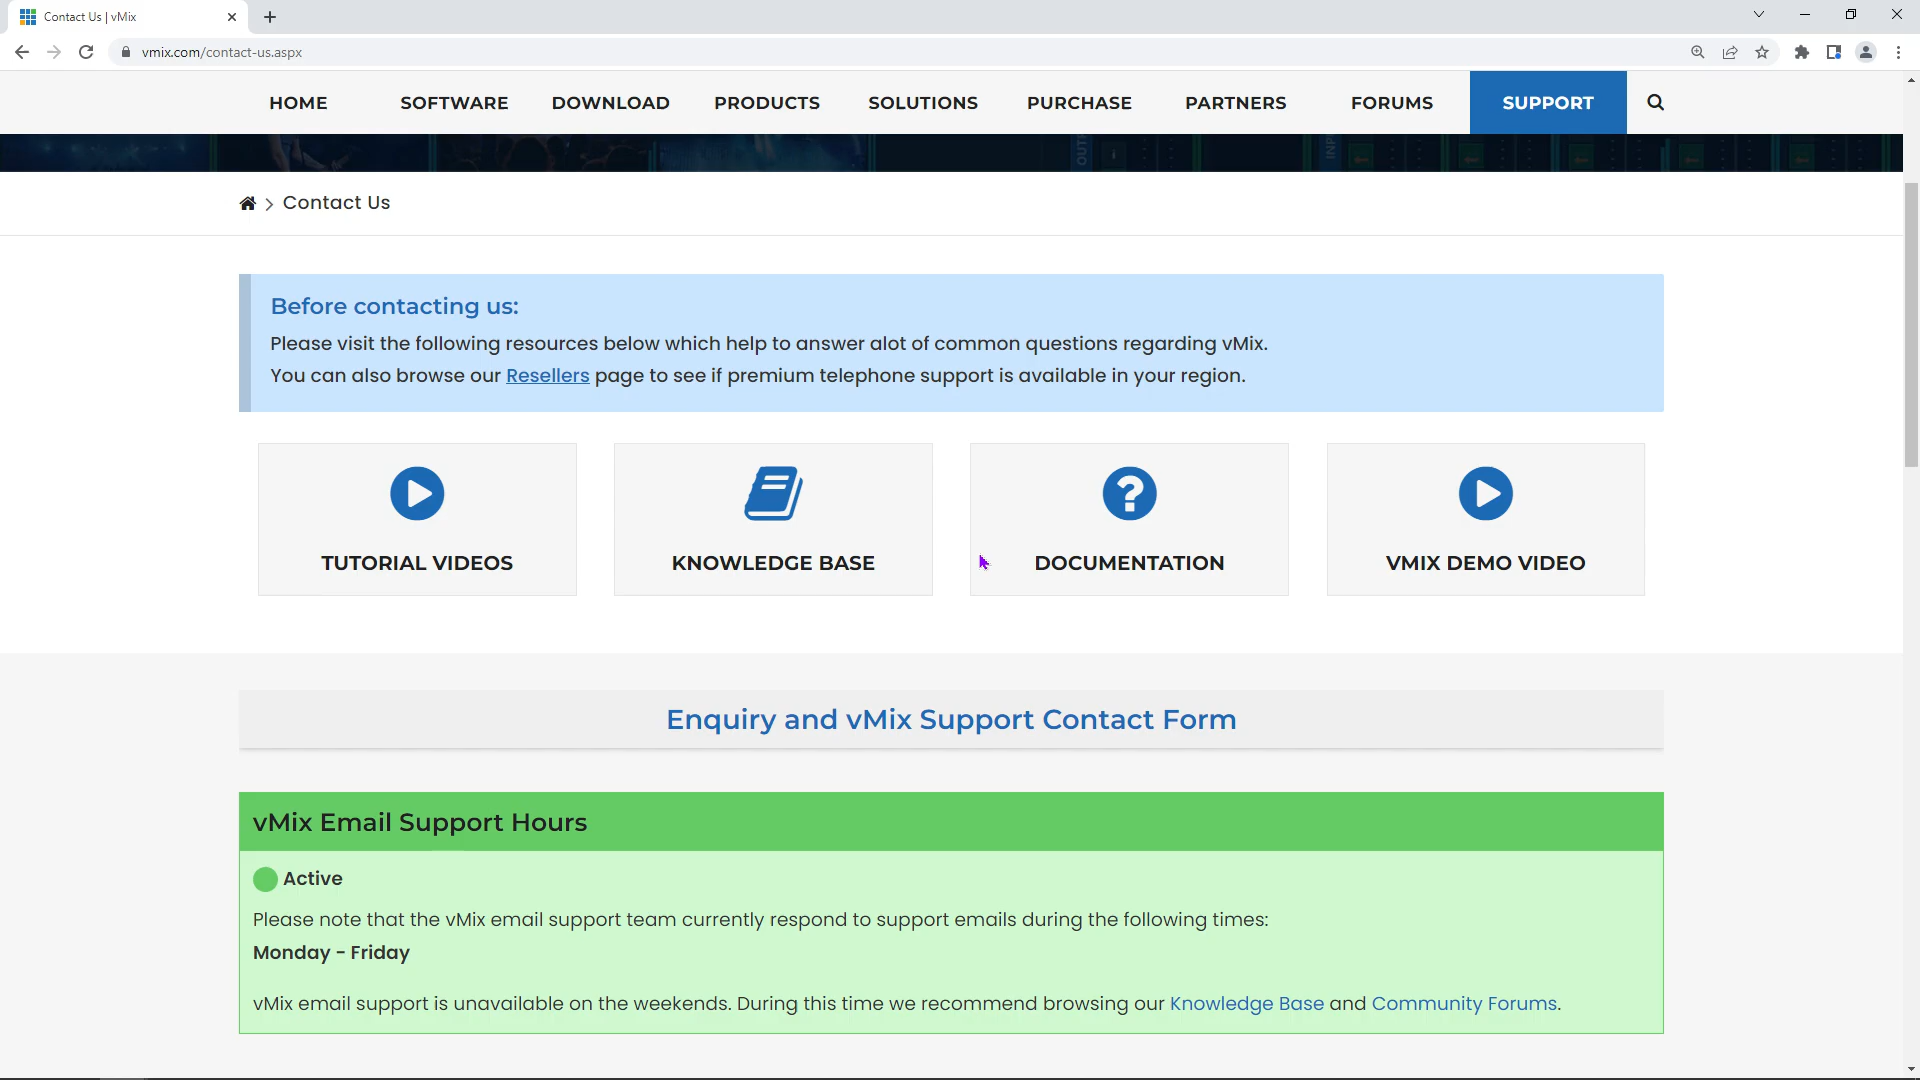 Contact Us | vMix
vmix.com/contact-us.aspx
HOME SOFTWARE DOWNLOAD PRODUCTS SOLUTIONS PURCHASE PARTNERS FORUMS SUPPORT
OUT INP
Contact Us
Before contacting us:
Please visit the following resources below which help to answer alot of common questions regarding vMix.
You can also browse our Resellers page to see if premium telephone support is available in your region.
TUTORIAL VIDEOS KNOWLEDGE BASE DOCUMENTATION VMIX DEMO VIDEO
Enquiry and vMix Support Contact Form
vMix Email Support Hours
Active
Please note that the vMix email support team currently respond to support emails during the following times:
Monday - Friday
vMix email support is unavailable on the weekends. During this time we recommend browsing our Knowledge Base and Community Forums.